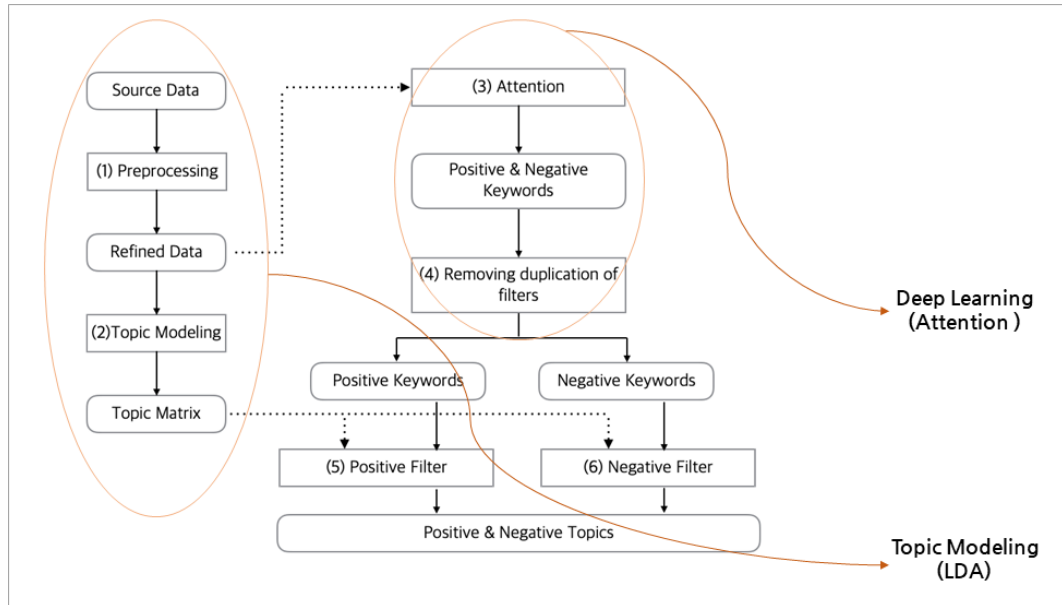 Source Data
(1) Preprocessing
Refined Data
(2)Topic Modeling
Topic Matrix
(3) Attention
Positive & Negative
Keywords
(4) Removing duplication of
filters
Positive Keywords
Negative Keywords
(5) Positive Filter
(6) Negative Filter
Positive & Negative Topics
Deep Learning
(Attention )
Topic Modeling
(LDA)